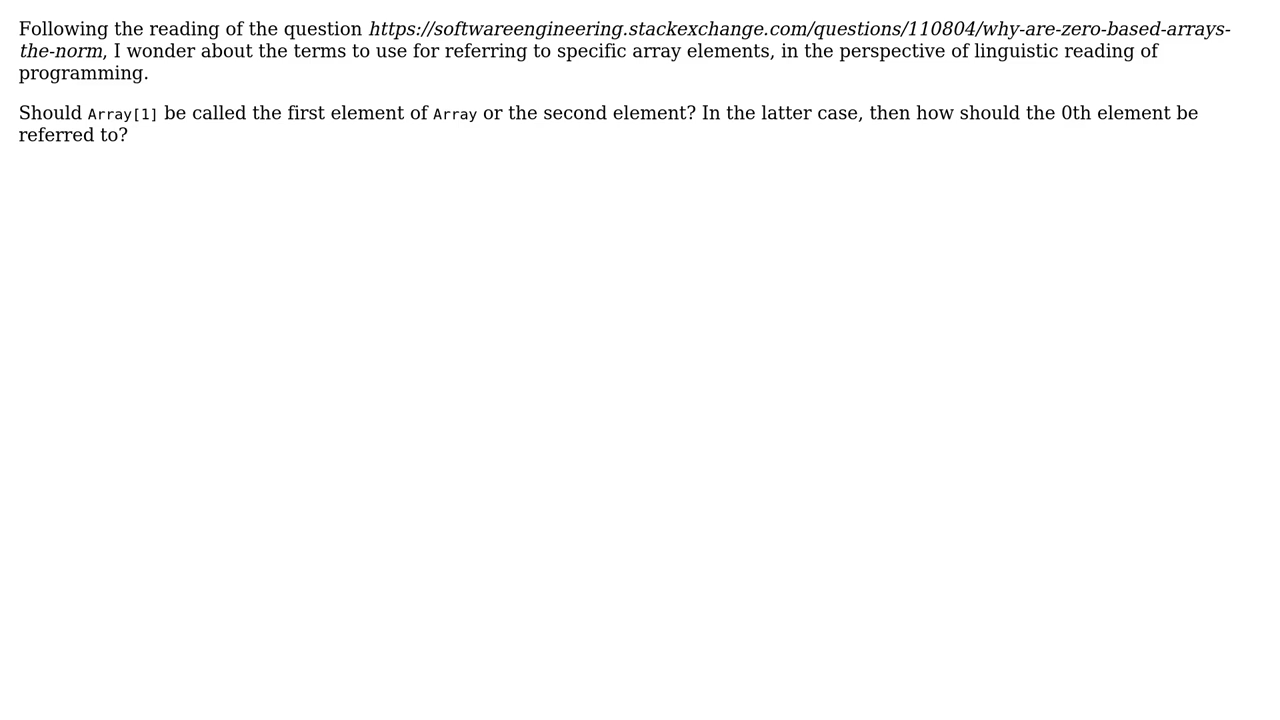 Following the reading of the question https://softwareengineering.stackexchange.com/questions/110804/why-are-zero-based-arrays-
the-norm, I wonder about the terms to use for referring to specific array elements, in the perspective of linguistic reading of
programming.
Should Array[1] be called the first element of Array or the second element? In the latter case, then how should the 0th element be
referred to?